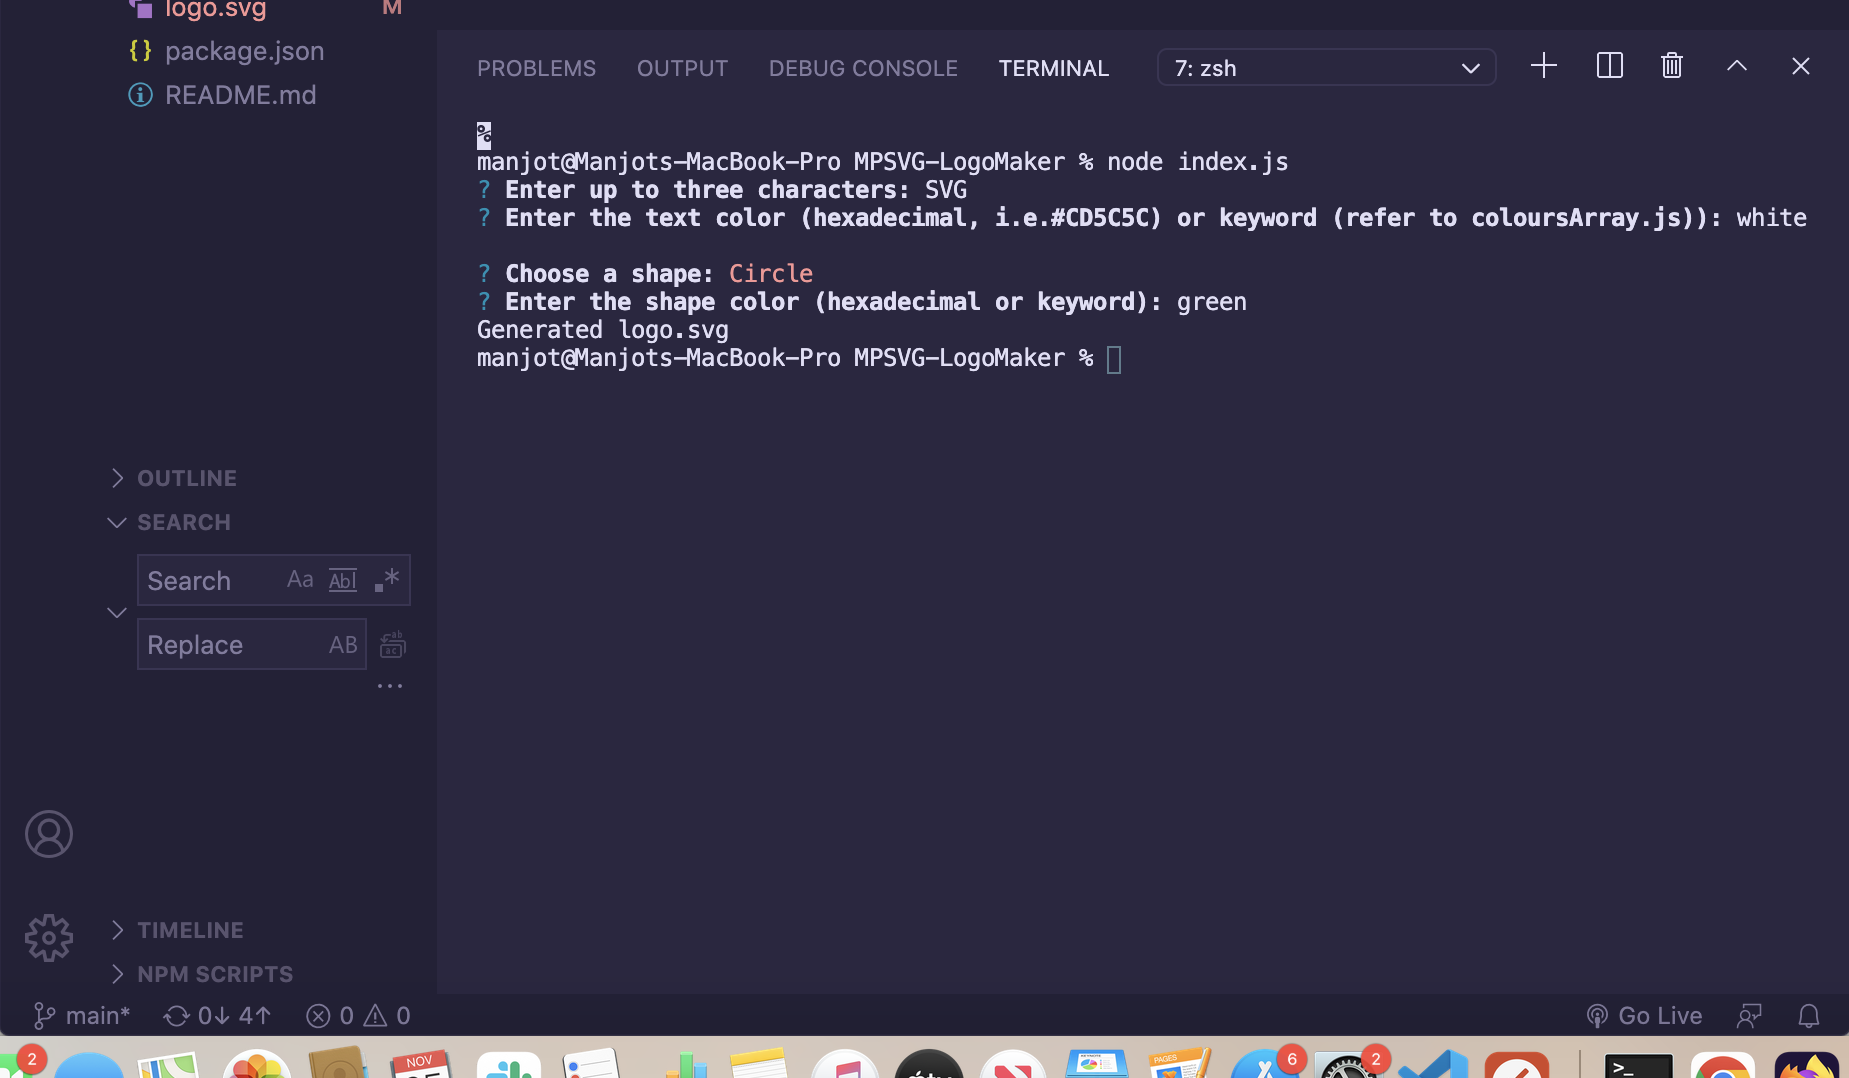 logo.svg M
{} package.json
README.md
PROBLEMS OUTPUT DEBUG CONSOLE TERMINAL 7: zsh
%
manjot@Manjots-MacBook-Pro MPSVG-LogoMaker % node index.js
? Enter up to three characters: SVG
? Enter the text color (hexadecimal, i.e.#CD5C5C) or keyword (refer to coloursArray.js)): white
? Choose a shape: Circle
? Enter the shape color (hexadecimal or keyword): green
Generated logo.svg
manjot@Manjots-MacBook-Pro MPSVG-LogoMaker %
OUTLINE
SEARCH
Search Aa Abl .*
Replace AB
ab
ac
...
TIMELINE
NPM SCRIPTS
main* 0↓ 4↑ 0 0 Go Live
2 NOV PAGES 6 2 >_